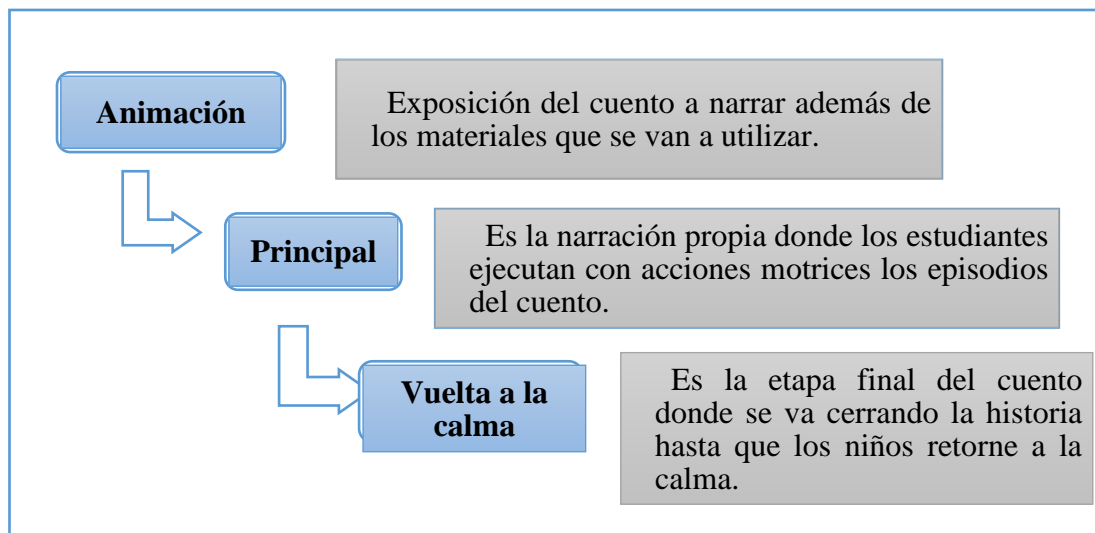 Animación
Exposición del cuento a narrar además de
los materiales que se van a utilizar.
Principal
Es la narración propia donde los estudiantes
ejecutan con acciones motrices los episodios
del cuento.
Vuelta a la
calma
Es la etapa final del cuento
donde se va cerrando la historia
hasta que los niños retorne a la
calma.